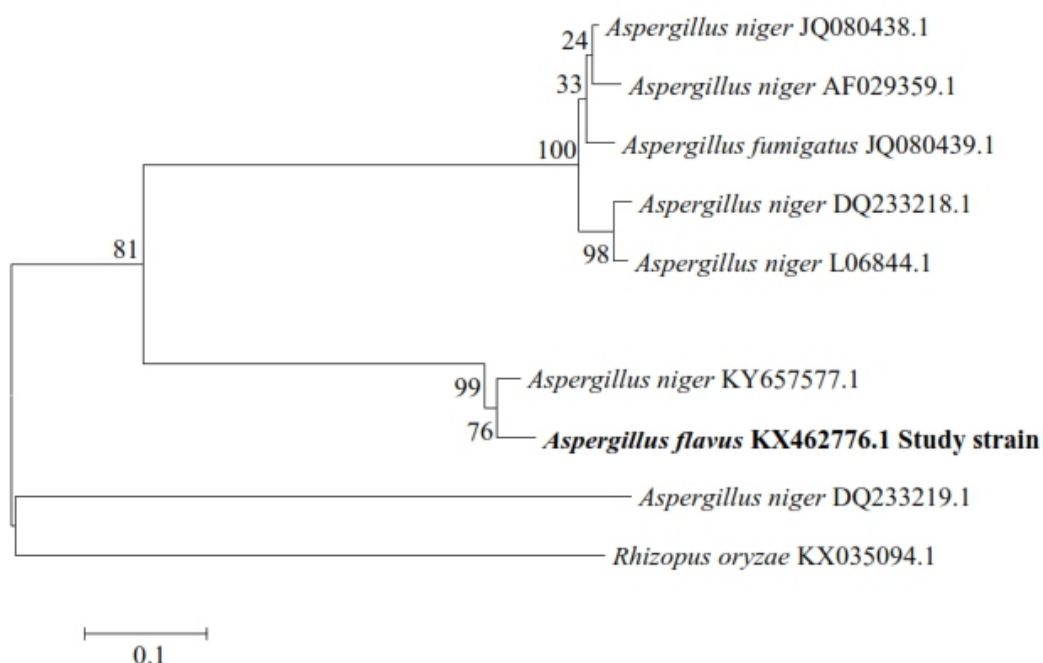 Aspergillus niger JQ080438.1
24
33
Aspergillus niger AF029359.1
Aspergillus fumigatus JQ080439.1
100
Aspergillus niger DQ233218.1
98
Aspergillus niger L06844.1
81
Aspergillus niger KY657577.1
99
76
Aspergillus flavus KX462776.1 Study strain
Aspergillus niger DQ233219.1
Rhizopus oryzae KX035094.1
0.1